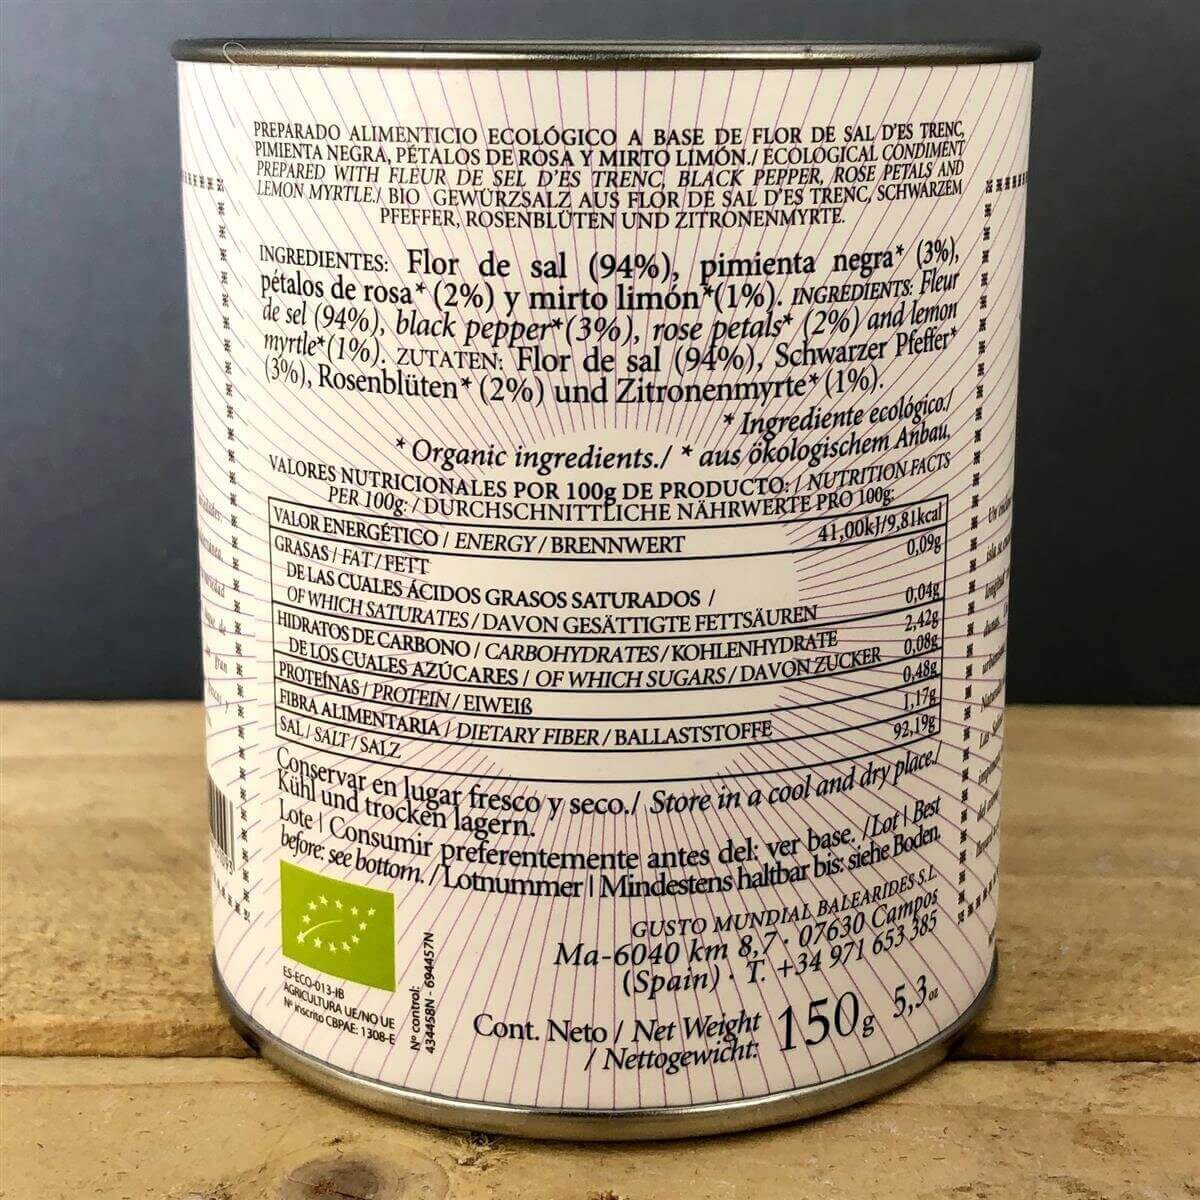 PREPARADO ALIMENTICIO ECOLÓGICO A BASE DE FLOR DE SAL D'ES TRENC,
PIMIENTA NEGRA, PÉTALOS DE ROSA Y MIRTO LIMÓN./ ECOLOGICAL CONDIMENT
PREPARED WITH FLEUR DE SEL D'ES TRENC, BLACK PEPPER, ROSE PETALS AND
LEMON MYRTLE./ BIO GEWÜRZSALZ AUS FLOR DE SAL D'ES TRENC, SCHWARZEM
PFEFFER, ROSENBLÜTEN UND ZITRONENMYRTE.
INGREDIENTES: Flor de sal (94%), pimienta negra* (3%),
pétalos de rosa* (2%) y mirto limón*(1%). INGREDIENTS: Fleur
de sel (94%), black pepper*(3%), rose petals* (2%) and lemon
myrtle*(1%). ZUTATEN: Flor de sal (94%), Schwarzer Pfeffer*
(3%), Rosenblüten* (2%) und Zitronenmyrte* (1%).
* Ingrediente ecológico./
* Organic ingredients./ * aus ökologischem Anbau,
VALORES NUTRICIONALES POR 100g DE PRODUCTO: / NUTRITION FACTS
PER 100g: / DURCHSCHNITTLICHE NÄHRWERTE PRO 100g:
VALOR ENERGÉTICO / ENERGY / BRENNWERT 41,00kJ/9,81kcal
GRASAS / FAT / FETT 0,09g
DE LAS CUALES ÁCIDOS GRASOS SATURADOS /
OF WHICH SATURATES / DAVON GESÄTTIGTE FETTSÄUREN 0,04g
HIDRATOS DE CARBONO / CARBOHYDRATES / KOHLENHYDRATE 2,42g
DE LOS CUALES AZÚCARES / OF WHICH SUGARS / DAVON ZUCKER 0,08g
PROTEÍNAS / PROTEIN / EIWEIß 0,48g
FIBRA ALIMENTARIA / DIETARY FIBER / BALLASTSTOFFE 1,17g
SAL / SALT / SALZ 92,19g
Conservar en lugar fresco y seco./ Store in a cool and dry place./
Kühl und trocken lagern.
Lote | Consumir preferentemente antes del: ver base. /Lot | Best
before: see bottom. / Lotnummer | Mindestens haltbar bis: siehe Boden.
GUSTO MUNDIAL BALEARIDES S.L.
Ma-6040 km 8,7 · 07630 Campos
(Spain) · T. +34 971 653 385
ES-ECO-013-IB
AGRICULTURA UE/NO UE
Nº inscrito CBPAE: 1308-E
Nº control:
43445BN - 694457N
Cont. Neto / Net Weight
/ Nettogewicht: 150g 5,3oz